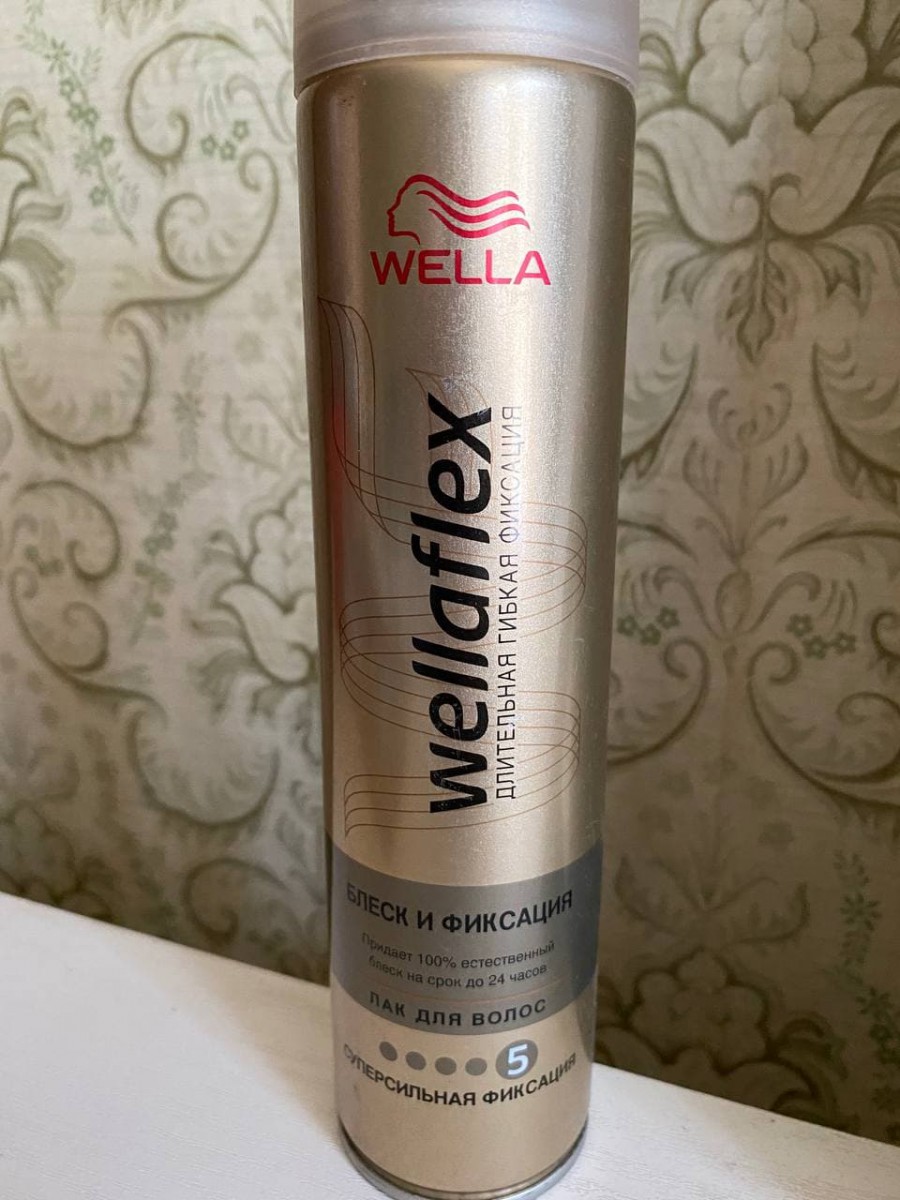 WELLA
wellaflex
ДЛИТЕЛЬНАЯ ГИБКАЯ ФИКСАЦИЯ
БЛЕСК И ФИКСАЦИЯ
Придает 100% естественный
блеск на срок до 24 часов
ЛАК ДЛЯ ВОЛОС
5
СУПЕРСИЛЬНАЯ ФИКСАЦИЯ